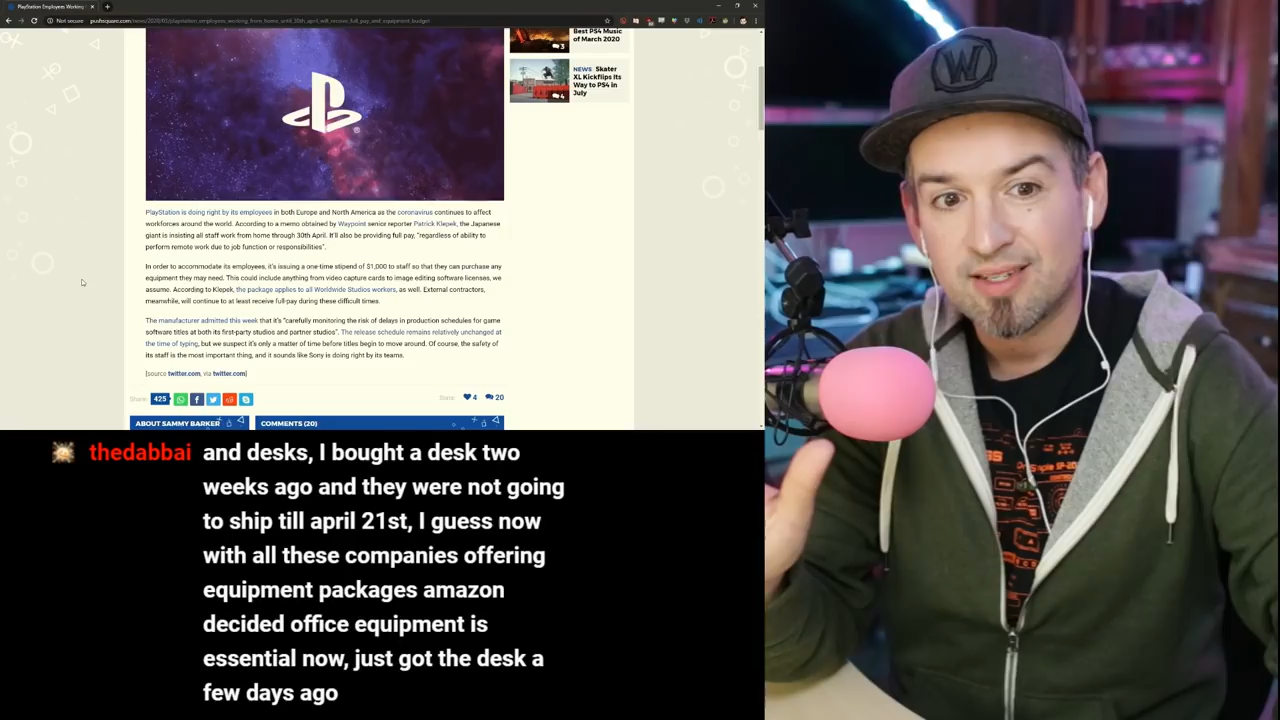 PlayStation Employees Working
Not secure | pushsquare.com/news/2020/03/playstation_employees_working_from_home_until_30th_april_will_receive_full_pay_and_equipment_budget
Best PS4 Music
of March 2020
3
NEWS Skater
XL Kickflips Its
Way to PS4 in
July
4
PlayStation is doing right by its employees in both Europe and North America as the coronavirus continues to affect
workforces around the world. According to a memo obtained by Waypoint senior reporter Patrick Klepek, the Japanese
giant is insisting all staff work from home through 30th April. It'll also be providing full pay, "regardless of ability to
perform remote work due to job function or responsibilities".
In order to accommodate its employees, it's issuing a one-time stipend of $1,000 to staff so that they can purchase any
equipment they may need. This could include anything from video capture cards to image editing software licenses, we
assume. According to Klepek, the package applies to all Worldwide Studios workers, as well. External contractors,
meanwhile, will continue to at least receive full-pay during these difficult times.
The manufacturer admitted this week that it's "carefully monitoring the risk of delays in production schedules for game
software titles at both its first-party studios and partner studios". The release schedule remains relatively unchanged at
the time of typing, but we suspect it's only a matter of time before titles begin to move around. Of course, the safety of
its staff is the most important thing, and it sounds like Sony is doing right by its teams.
[source twitter.com, via twitter.com]
Share: 425
4 20
ABOUT SAMMY BARKER
COMMENTS (20)
W
thedabbai and desks, I bought a desk two
weeks ago and they were not going
to ship till april 21st, I guess now
with all these companies offering
equipment packages amazon
decided office equipment is
essential now, just got the desk a
few days ago